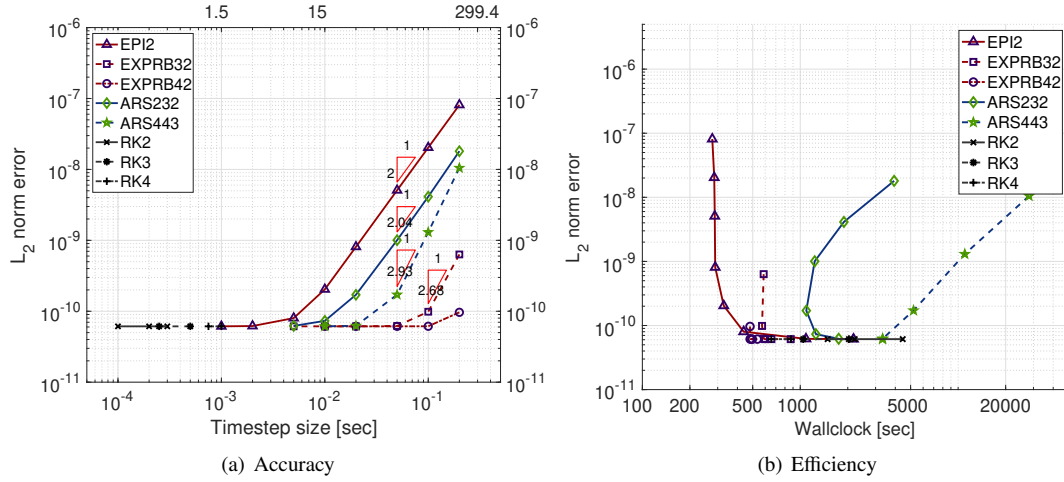 1.5 15 299.4
10^-6 10^-6
10^-7 10^-7
10^-8 10^-8
10^-9 10^-9
10^-10 10^-10
10^-11 10^-11
L_2 norm error
EPI2
EXPRB32
EXPRB42
ARS232
ARS443
RK2
RK3
RK4
1
2
1
2.04
1
2.93
1
2.68
10^-4 10^-3 10^-2 10^-1
Timestep size [sec]
(a) Accuracy
10^-6
10^-7
10^-8
10^-9
10^-10
10^-11
L_2 norm error
EPI2
EXPRB32
EXPRB42
ARS232
ARS443
RK2
RK3
RK4
100 200 500 1000 5000 20000
Wallclock [sec]
(b) Efficiency